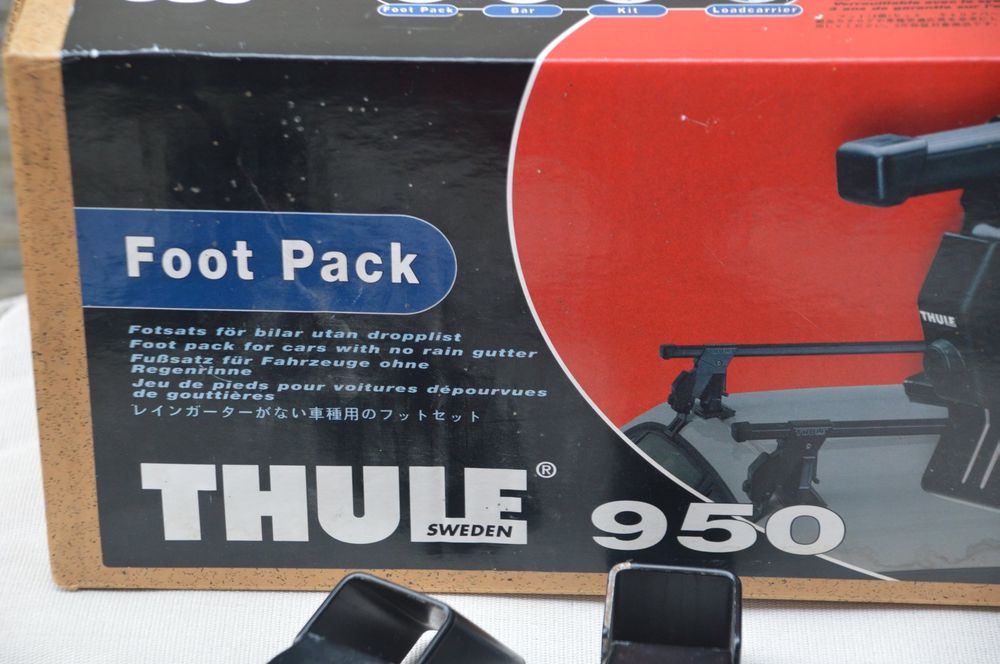 Foot Pack Bar Kit Loadcarrier
Foot Pack
Fotsats för bilar utan dropplist
Foot pack for cars with no rain gutter
Fußsatz für Fahrzeuge ohne
Regenrinne
Jeu de pieds pour voitures dépourvues
de gouttières
レインガーターがない車種用のフットセット
THULE®
SWEDEN
950
THULE
THULE